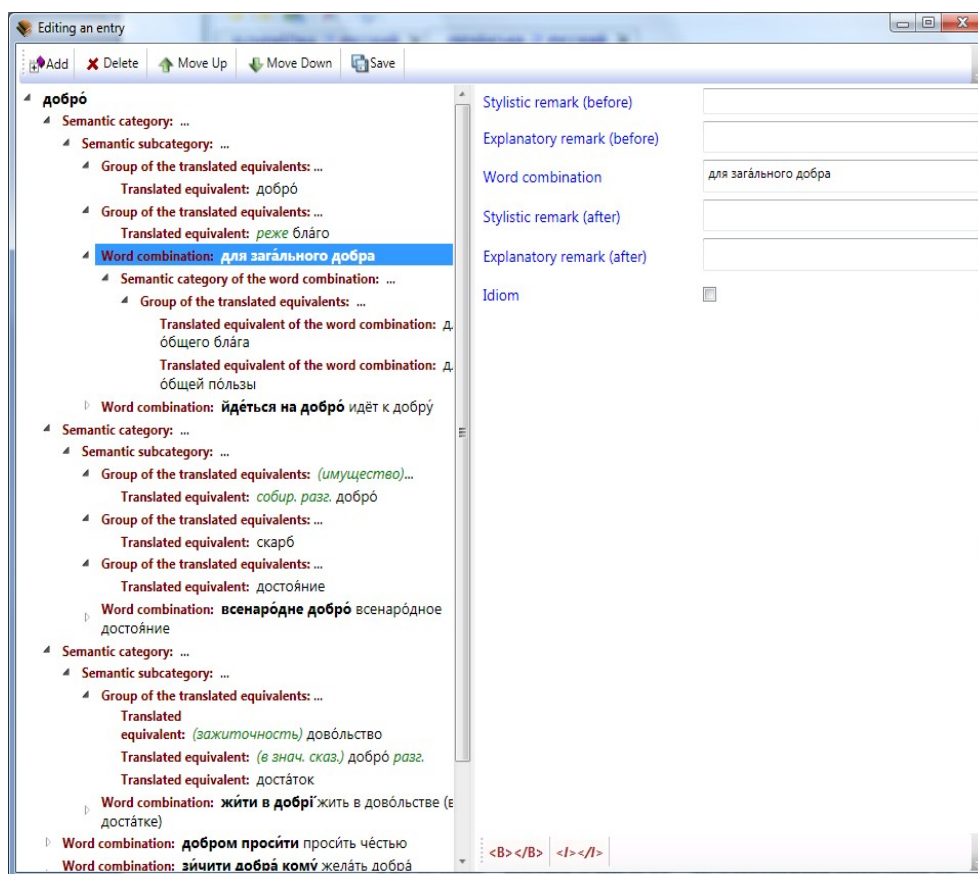 Editing an entry
Add Delete Move Up Move Down Save
добро́
Semantic category: ...
Semantic subcategory: ...
Group of the translated equivalents: ...
Translated equivalent: добро́
Group of the translated equivalents: ...
Translated equivalent: реже бла́го
Word combination: для зага́льного добра
Semantic category of the word combination: ...
Group of the translated equivalents: ...
Translated equivalent of the word combination:
о́бщего бла́га
Translated equivalent of the word combination:
о́бщей по́льзы
Word combination: йде́ться на добро́ идёт к добру́
Semantic category: ...
Semantic subcategory: ...
Group of the translated equivalents: (имущество)...
Translated equivalent: собир. разг. добро́
Group of the translated equivalents: ...
Translated equivalent: скарб
Group of the translated equivalents: ...
Translated equivalent: достоя́ние
Word combination: всенаро́дне добро́ всенаро́дное
достоя́ние
Semantic category: ...
Semantic subcategory: ...
Group of the translated equivalents: ...
Translated
equivalent: (зажиточность) дово́льство
Translated equivalent: (в знач. сказ.) добро́ разг.
Translated equivalent: доста́ток
Word combination: жи́ти в добрі́ жить в дово́льстве (в
доста́тке)
Word combination: добром проси́ти проси́ть че́стью
Word combination: зи́чити добра́ кому́ жела́ть добра́
Stylistic remark (before)
Explanatory remark (before)
Word combination для зага́льного добра
Stylistic remark (after)
Explanatory remark (after)
Idiom
<B></B> <I></I>